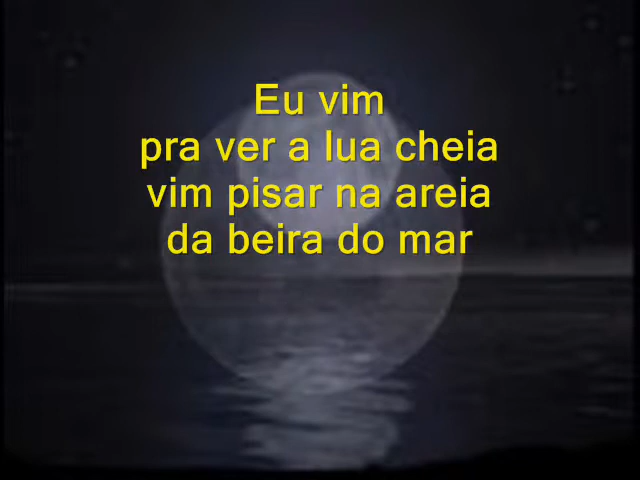 Eu vim
pra ver a lua cheia
vim pisar na areia
da beira do mar